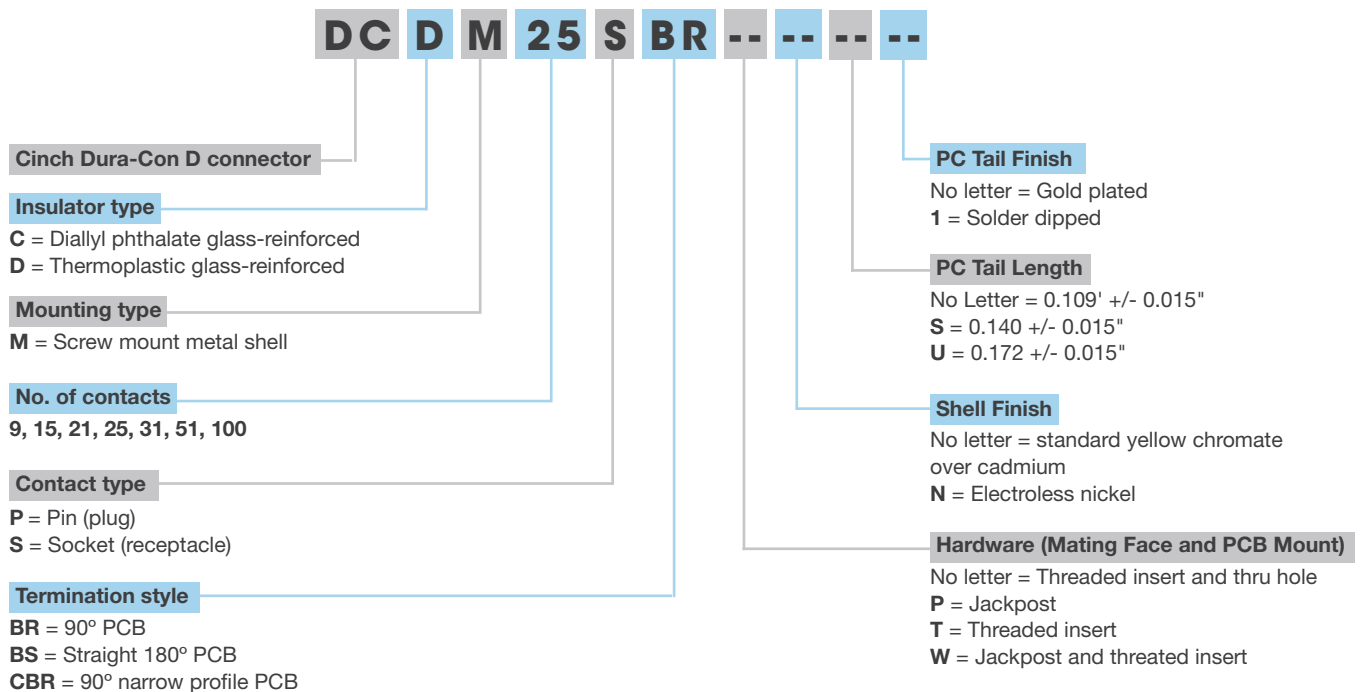 DC D M 25 S BR -- -- -- --
Cinch Dura-Con D connector
Insulator type
C = Diallyl phthalate glass-reinforced
D = Thermoplastic glass-reinforced
Mounting type
M = Screw mount metal shell
No. of contacts
9, 15, 21, 25, 31, 51, 100
Contact type
P = Pin (plug)
S = Socket (receptacle)
Termination style
BR = 90º PCB
BS = Straight 180º PCB
CBR = 90º narrow profile PCB
PC Tail Finish
No letter = Gold plated
1 = Solder dipped
PC Tail Length
No Letter = 0.109' +/- 0.015"
S = 0.140 +/- 0.015"
U = 0.172 +/- 0.015"
Shell Finish
No letter = standard yellow chromate
over cadmium
N = Electroless nickel
Hardware (Mating Face and PCB Mount)
No letter = Threaded insert and thru hole
P = Jackpost
T = Threaded insert
W = Jackpost and threated insert